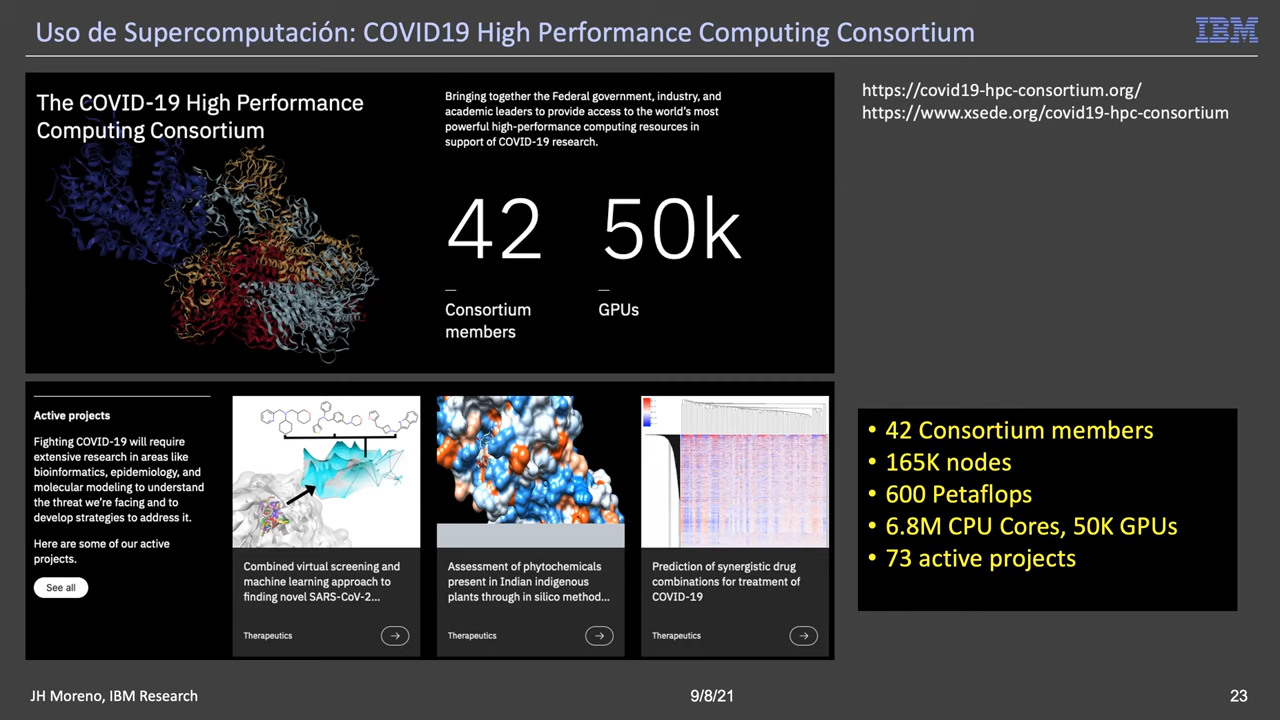 Uso de Supercomputación: COVID19 High Performance Computing Consortium
IBM
The COVID-19 High Performance
Computing Consortium
Bringing together the Federal government, industry, and
academic leaders to provide access to the world's most
powerful high-performance computing resources in
support of COVID-19 research.
42
Consortium
members
50k
GPUs
https://covid19-hpc-consortium.org/
https://www.xsede.org/covid19-hpc-consortium
Active projects
Fighting COVID-19 will require
extensive research in areas like
bioinformatics, epidemiology, and
molecular modeling to understand
the threat we're facing and to
develop strategies to address it.
Here are some of our active
projects.
See all
Combined virtual screening and
machine learning approach to
finding novel SARS-CoV-2...
Therapeutics
Assessment of phytochemicals
present in Indian indigenous
plants through in silico method...
Therapeutics
Prediction of synergistic drug
combinations for treatment of
COVID-19
Therapeutics
• 42 Consortium members
• 165K nodes
• 600 Petaflops
• 6.8M CPU Cores, 50K GPUs
• 73 active projects
JH Moreno, IBM Research
9/8/21
23